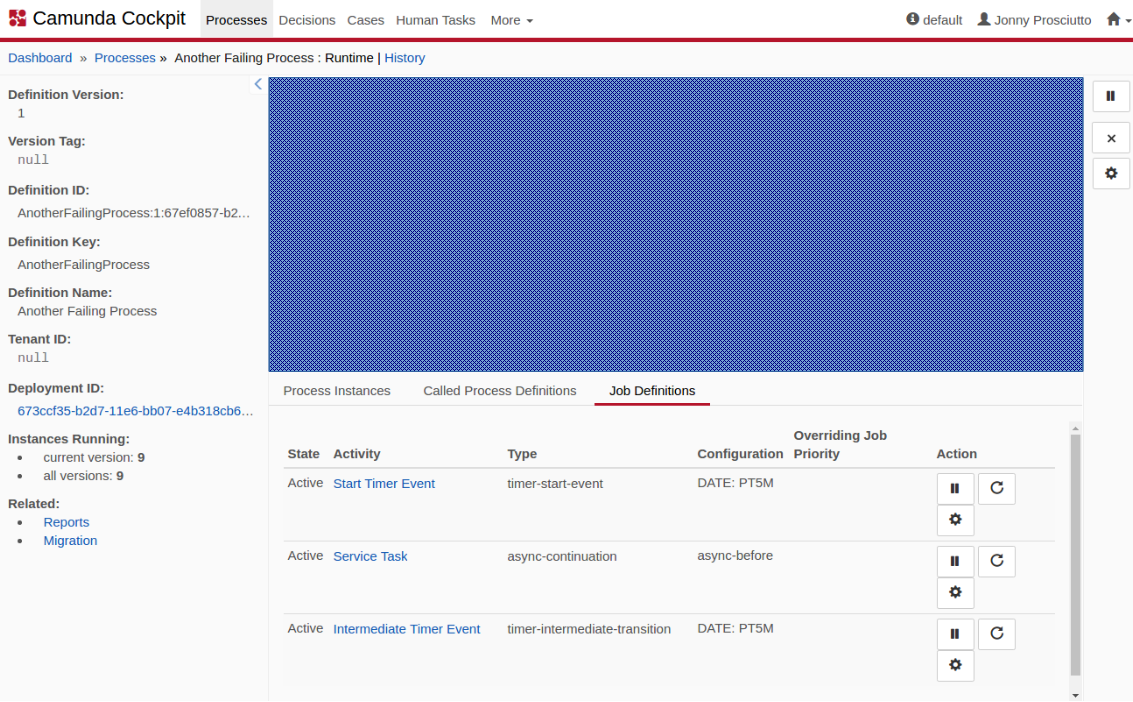 Camunda Cockpit Processes Decisions Cases Human Tasks More default Jonny Prosciutto
Dashboard » Processes » Another Failing Process : Runtime | History
Definition Version:
1
Version Tag:
null
Definition ID:
AnotherFailingProcess:1:67ef0857-b2...
Definition Key:
AnotherFailingProcess
Definition Name:
Another Failing Process
Tenant ID:
null
Deployment ID:
673ccf35-b2d7-11e6-bb07-e4b318cb6...
Instances Running:
• current version: 9
• all versions: 9
Related:
• Reports
• Migration
Process Instances Called Process Definitions Job Definitions
Overriding Job
State Activity Type Configuration Priority Action
Active Start Timer Event timer-start-event DATE: PT5M
Active Service Task async-continuation async-before
Active Intermediate Timer Event timer-intermediate-transition DATE: PT5M